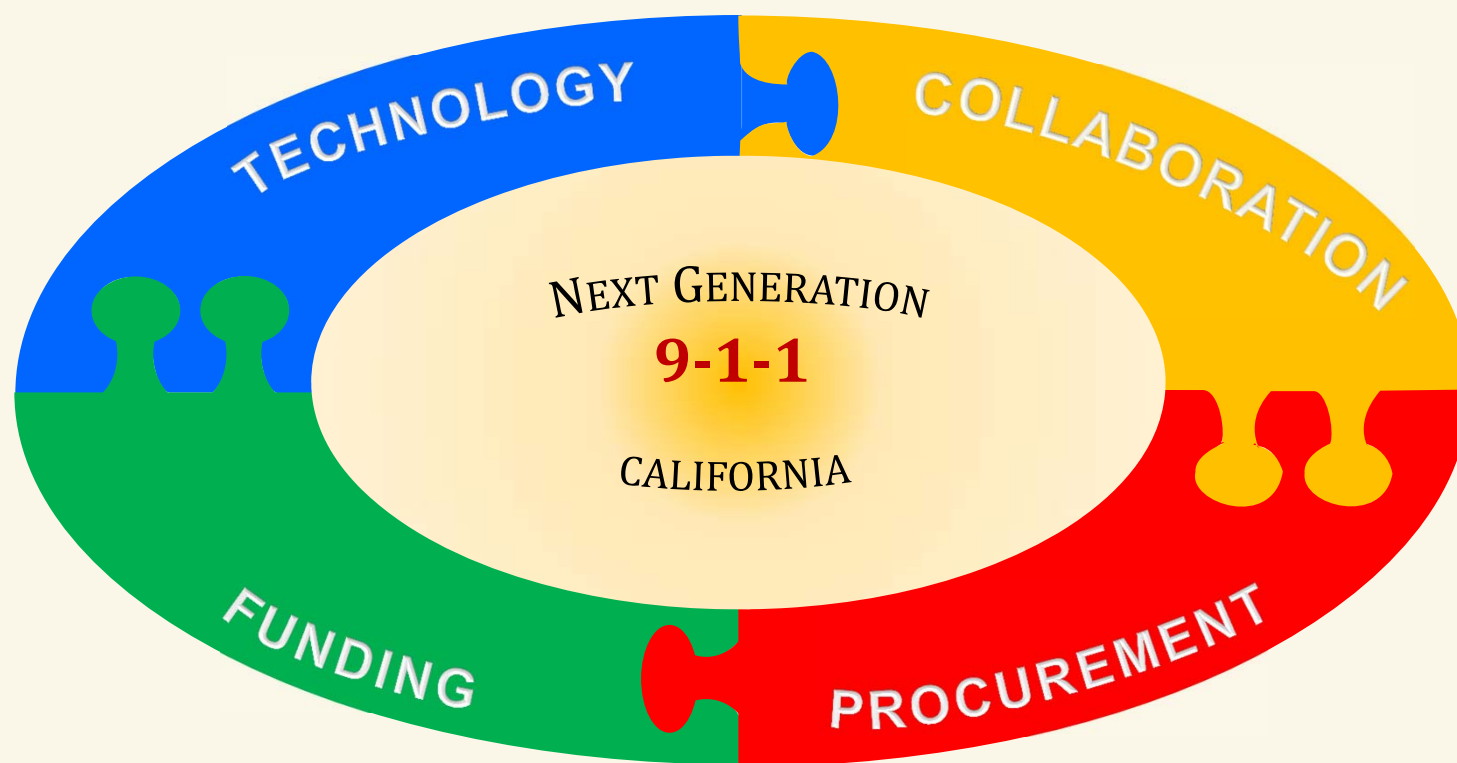 TECHNOLOGY
COLLABORATION
NEXT GENERATION
9-1-1
CALIFORNIA
FUNDING
PROCUREMENT